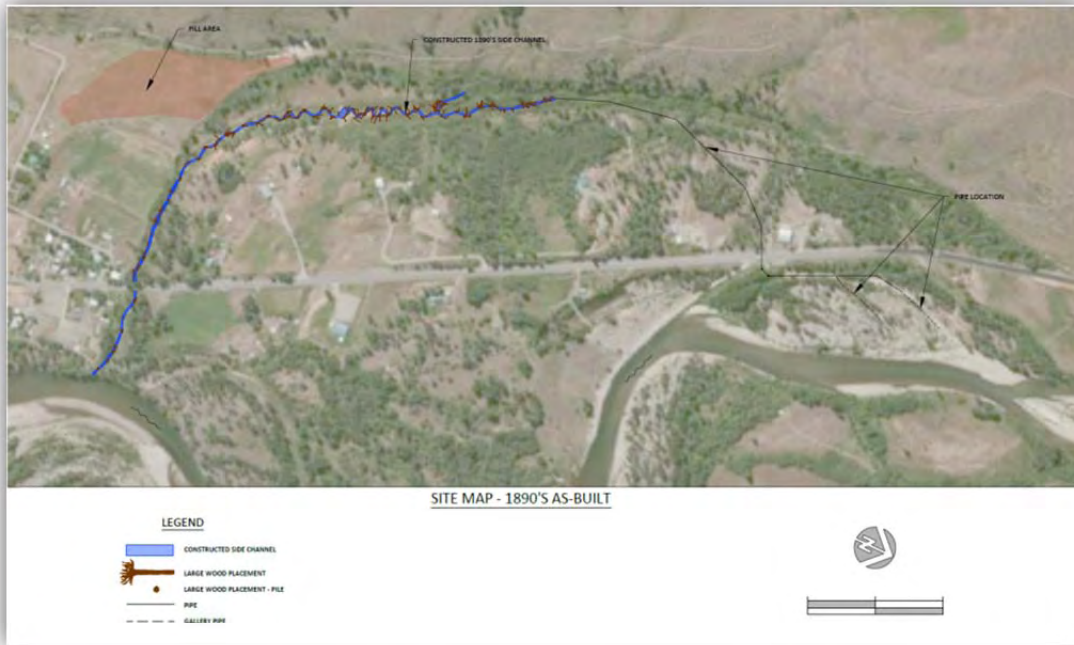 FILL AREA
CONSTRUCTED 1890'S SIDE CHANNEL
PIPE LOCATION
SITE MAP - 1890'S AS-BUILT
LEGEND
CONSTRUCTED SIDE CHANNEL
LARGE WOOD PLACEMENT
LARGE WOOD PLACEMENT - PILE
PIPE
GALLERY PIPE